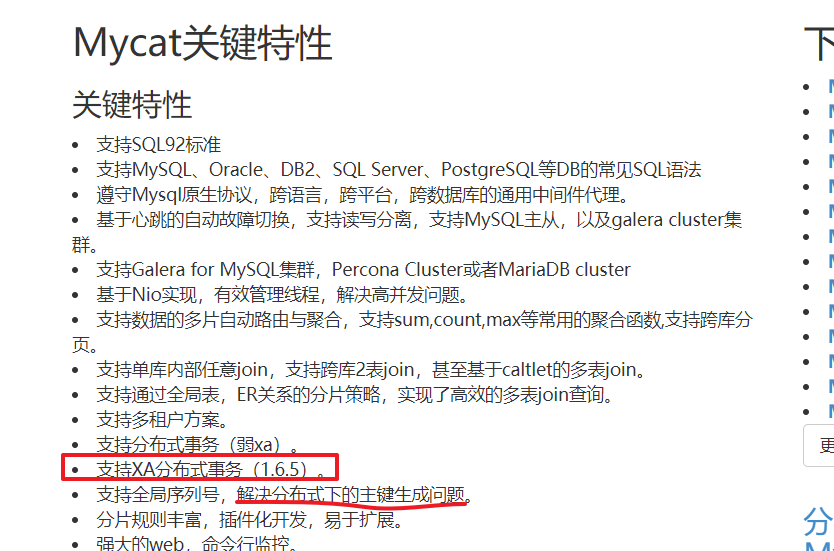 Mycat关键特性
关键特性
支持SQL92标准
支持MySQL、Oracle、DB2、SQL Server、PostgreSQL等DB的常见SQL语法
遵守Mysql原生协议，跨语言，跨平台，跨数据库的通用中间件代理。
基于心跳的自动故障切换，支持读写分离，支持MySQL主从，以及galera cluster集
群。
支持Galera for MySQL集群，Percona Cluster或者MariaDB cluster
基于Nio实现，有效管理线程，解决高并发问题。
支持数据的多片自动路由与聚合，支持sum,count,max等常用的聚合函数,支持跨库分
页。
支持单库内部任意join，支持跨库2表join，甚至基于caltlet的多表join。
支持通过全局表，ER关系的分片策略，实现了高效的多表join查询。
支持多租户方案。
支持分布式事务（弱xa）。
支持XA分布式事务（1.6.5）。
支持全局序列号，解决分布式下的主键生成问题。
分片规则丰富，插件化开发，易于扩展。
强大的web，命令行监控。
下
更
分